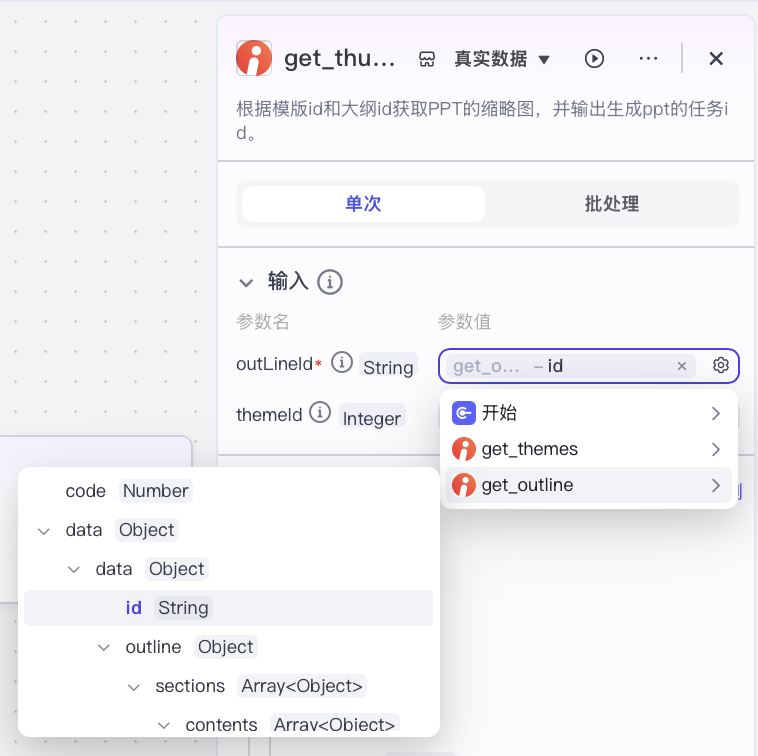 get_thu... 真实数据
根据模版id和大纲id获取PPT的缩略图，并输出生成ppt的任务i
d。
单次 批处理
输入
参数名 参数值
outLineId* String get_o... – id
themeId Integer
开始
get_themes
get_outline
code Number
data Object
data Object
id String
outline Object
sections Array<Object>
contents Array<Object>